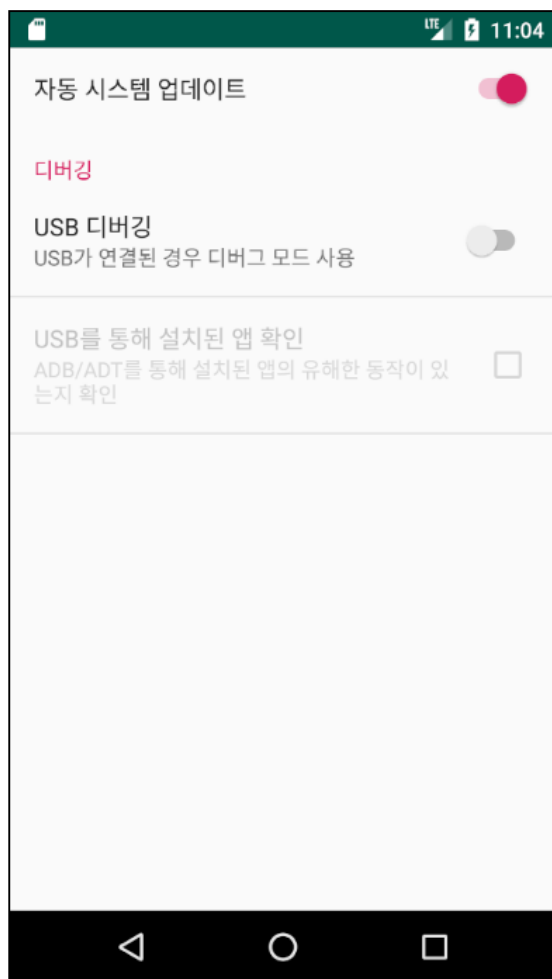 LTE 11:04
자동 시스템 업데이트
디버깅
USB 디버깅
USB가 연결된 경우 디버그 모드 사용
USB를 통해 설치된 앱 확인
ADB/ADT를 통해 설치된 앱의 유해한 동작이 있
는지 확인